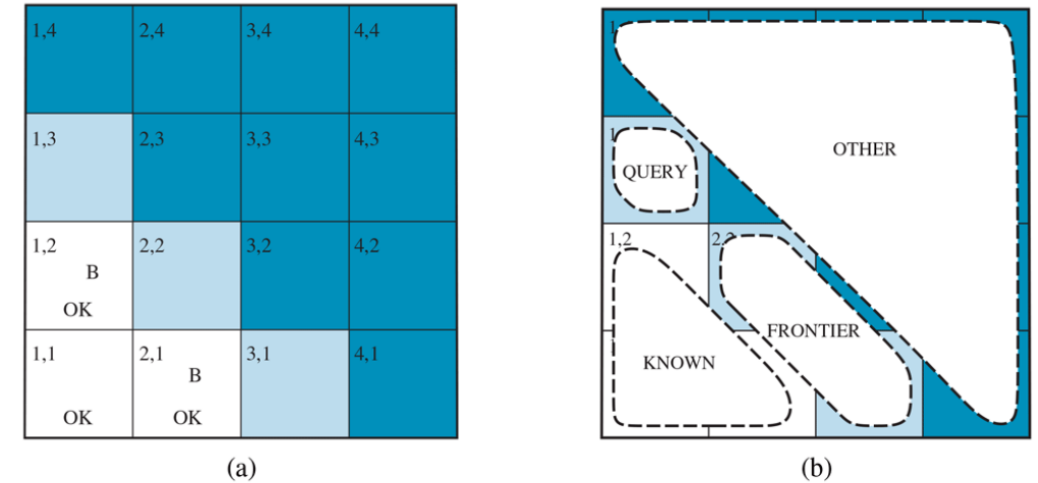 1,4 2,4 3,4 4,4
1,3 2,3 3,3 4,3
1,2 2,2 3,2 4,2
B
OK
1,1 2,1 3,1 4,1
B
OK OK
(a)
OTHER
QUERY
1,2
FRONTIER
KNOWN
(b)